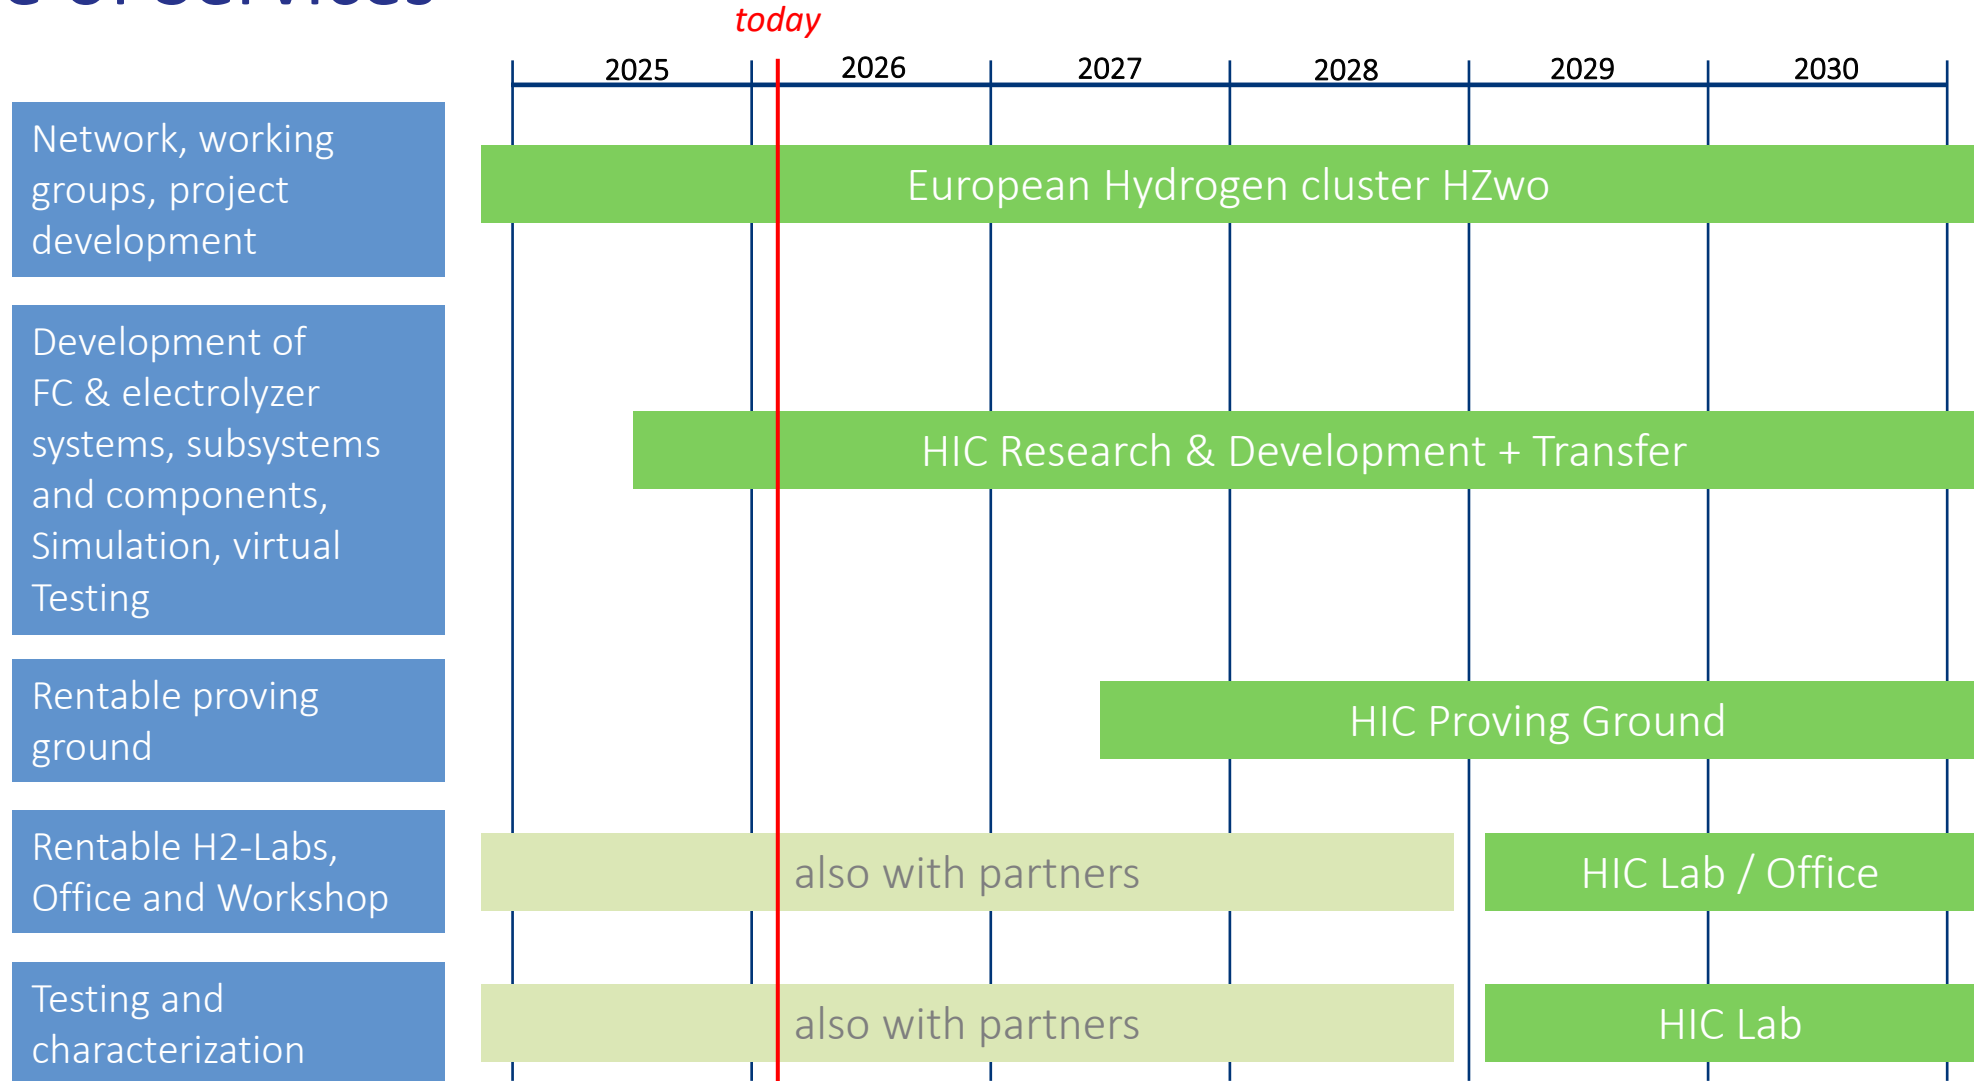 of services
today
2025 2026 2027 2028 2029 2030
Network, working
groups, project
development
European Hydrogen cluster HZwo
Development of
FC & electrolyzer
systems, subsystems
and components,
Simulation, virtual
Testing
HIC Research & Development + Transfer
Rentable proving
ground
HIC Proving Ground
Rentable H2-Labs,
Office and Workshop
also with partners
HIC Lab / Office
Testing and
characterization
also with partners
HIC Lab